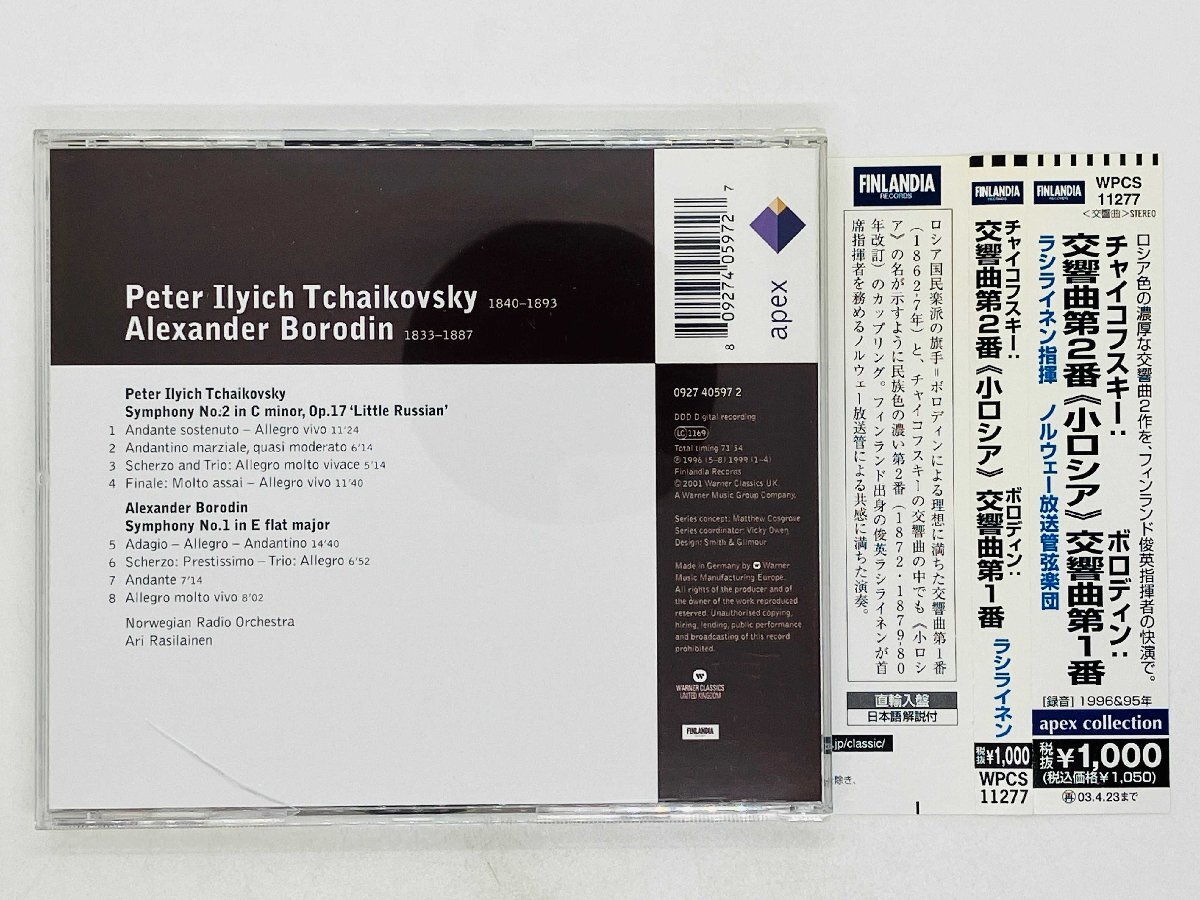 Peter Ilyich Tchaikovsky 1840–1893
Alexander Borodin 1833–1887
Peter Ilyich Tchaikovsky
Symphony No.2 in C minor, Op.17 ‘Little Russian’
1 Andante sostenuto – Allegro vivo 11'24
2 Andantino marziale, quasi moderato 6'14
3 Scherzo and Trio: Allegro molto vivace 5'14
4 Finale: Molto assai – Allegro vivo 11'40
Alexander Borodin
Symphony No.1 in E flat major
5 Adagio – Allegro – Andantino 14'40
6 Scherzo: Prestissimo – Trio: Allegro 6'52
7 Andante 7'14
8 Allegro molto vivo 8'02
Norwegian Radio Orchestra
Ari Rasilainen
8 09274 05972 7
apex
0927 40597 2
DDD Digital recording
LC 1169
Total timing 71'54
℗ 1996 (5–8) 1999 (1–4)
Finlandia Records
© 2001 Warner Classics UK.
A Warner Music Group Company.
Series concept: Matthew Cosgrove
Series coordinator: Vicky Owen
Design: Smith & Gilmour
Made in Germany by Warner
Music Manufacturing Europe.
All rights of the producer and of
the owner of the work reproduced
reserved. Unauthorised copying,
hiring, lending, public performance
and broadcasting of this record
prohibited.
WARNER CLASSICS
UNITED KINGDOM
FINLANDIA
FINLANDIA
RECORDS
ロシア国民楽派の旗手=ボロディンによる理想に満ちた交響曲第1番
(1862-7年)と、チャイコフスキーの交響曲の中でも《小ロシ
ア》の名が示すように民族色の濃い第2番(1872・1879-80
年改訂)のカップリング。フィンランド出身の俊英ラシライネンが首
席指揮者を務めるノルウェー放送管による共感に満ちた演奏。
直輸入盤
日本語解説付
.jp/classic/
除き、
FINLANDIA
RECORDS
チャイコフスキー:
交響曲第2番《小ロシア》
ボロディン:
交響曲第1番
ラシライネン
税抜¥1,000
WPCS
11277
FINLANDIA
RECORDS
WPCS
11277
<交響曲>STEREO
ロシア色の濃厚な交響曲2作を、フィンランド俊英指揮者の快演で。
チャイコフスキー:
交響曲第2番《小ロシア》
ボロディン:
交響曲第1番
ラシライネン指揮 ノルウェー放送管弦楽団
[録音]1996&95年
apex collection
税抜¥1,000
(税込価格¥1,050)
再03.4.23まで